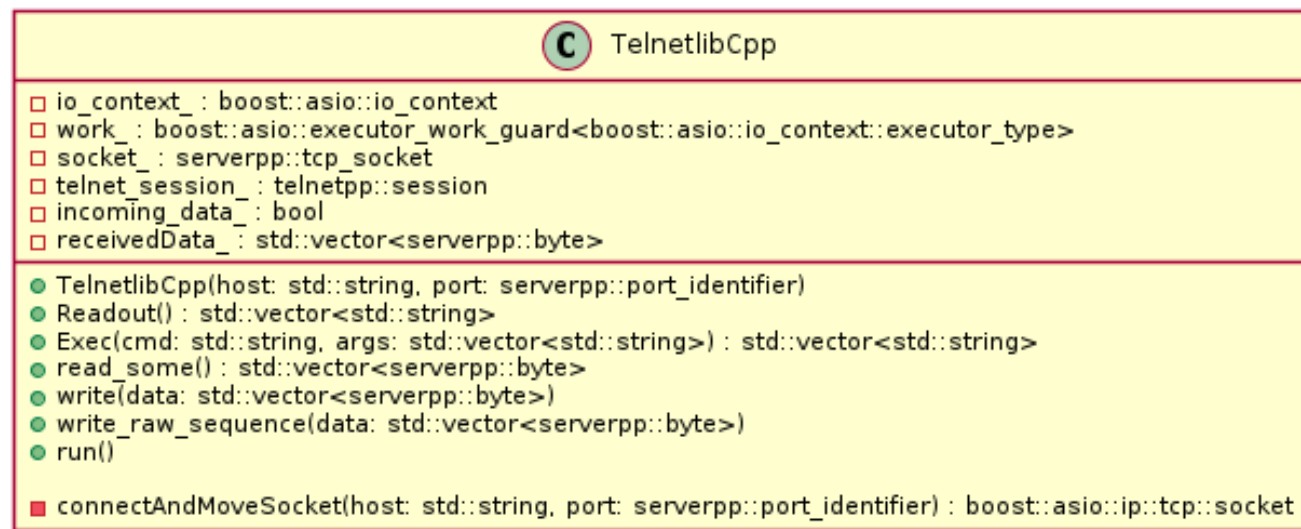 C TelnetlibCpp
io_context_ : boost::asio::io_context
work_ : boost::asio::executor_work_guard<boost::asio::io_context::executor_type>
socket_ : serverpp::tcp_socket
telnet_session_ : telnetpp::session
incoming_data_ : bool
receivedData_ : std::vector<serverpp::byte>
TelnetlibCpp(host: std::string, port: serverpp::port_identifier)
Readout() : std::vector<std::string>
Exec(cmd: std::string, args: std::vector<std::string>) : std::vector<std::string>
read_some() : std::vector<serverpp::byte>
write(data: std::vector<serverpp::byte>)
write_raw_sequence(data: std::vector<serverpp::byte>)
run()
connectAndMoveSocket(host: std::string, port: serverpp::port_identifier) : boost::asio::ip::tcp::socket